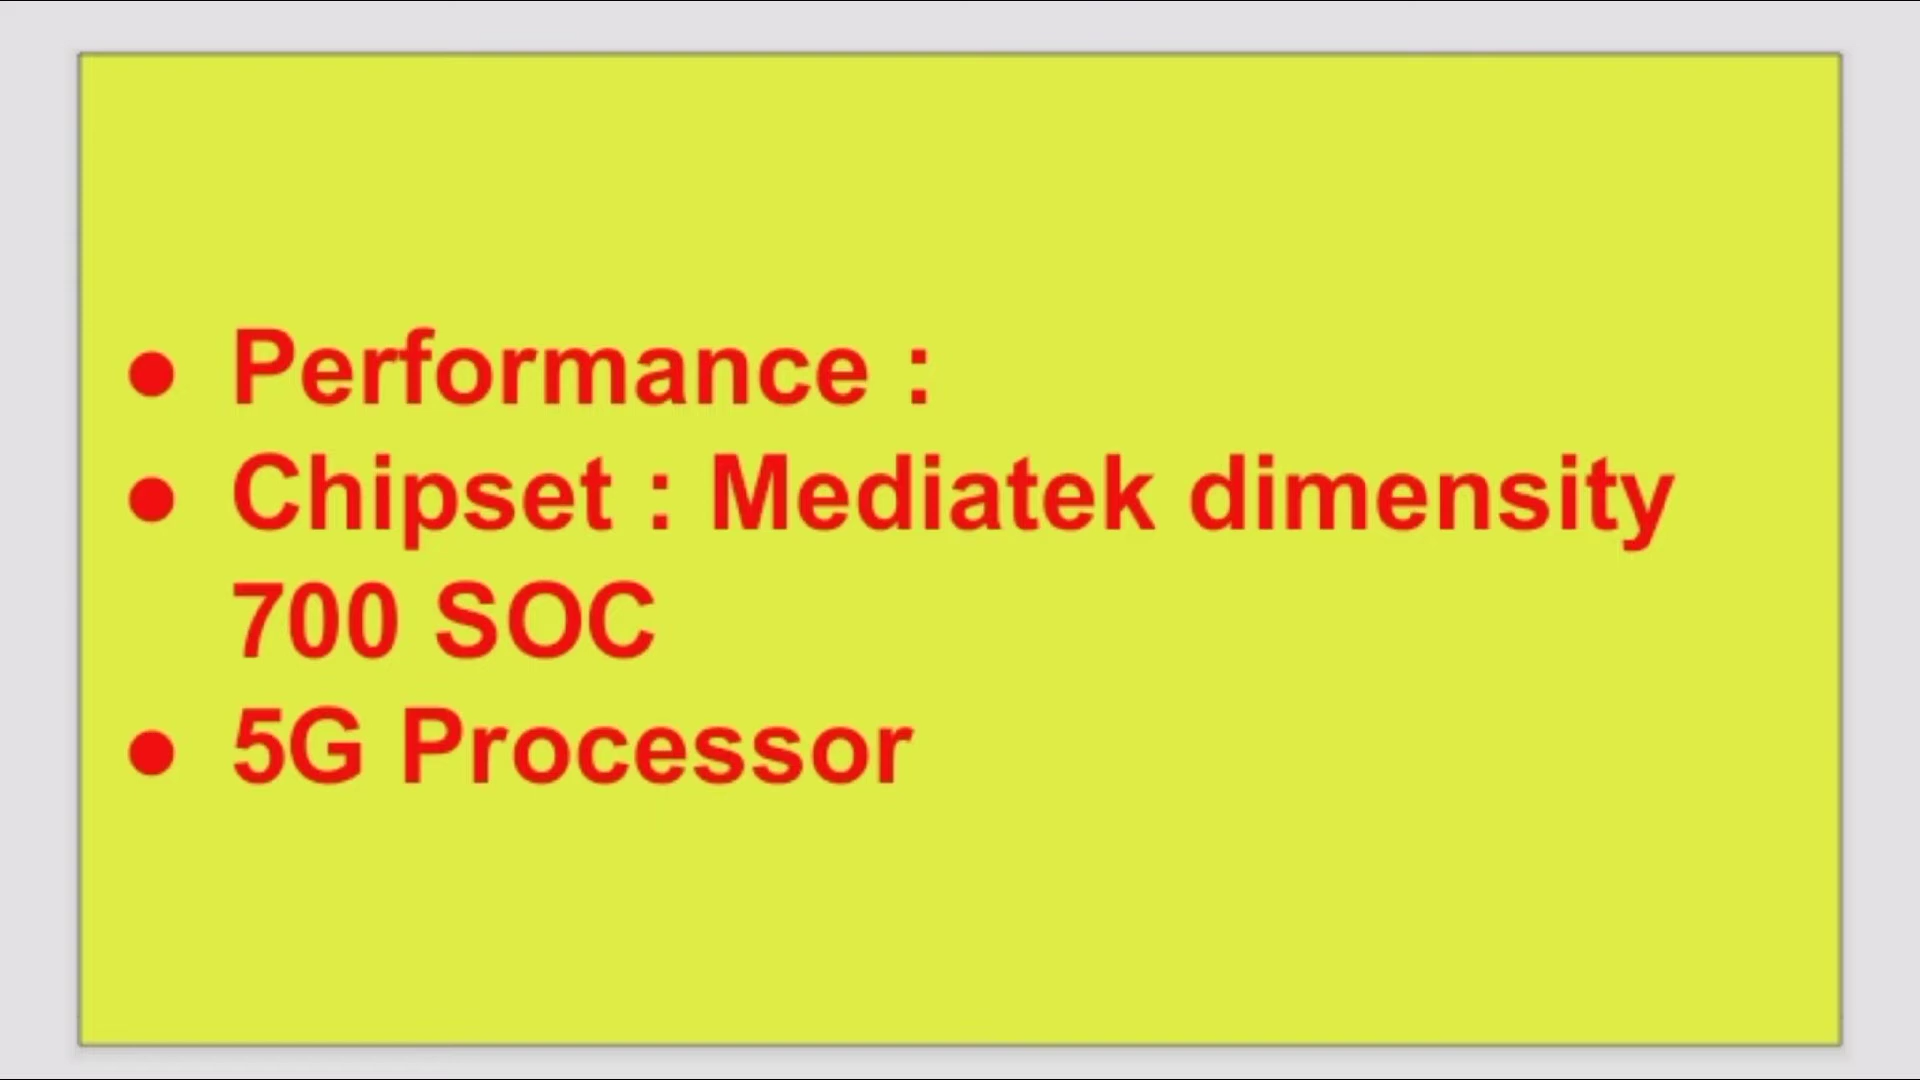 ● Performance :
● Chipset : Mediatek dimensity
700 SOC
● 5G Processor